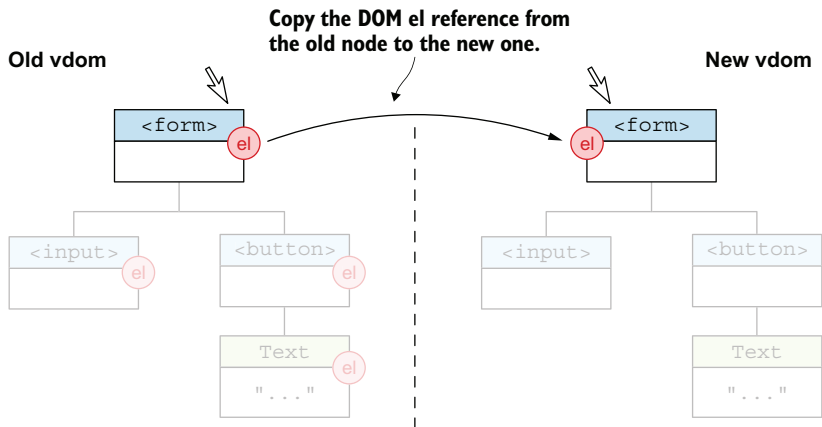 Copy the DOM el reference from
the old node to the new one.
Old vdom
New vdom
<form>
el
<form>
el
<input>
el
<button>
el
<input>
<button>
Text
el
"..."
Text
"..."